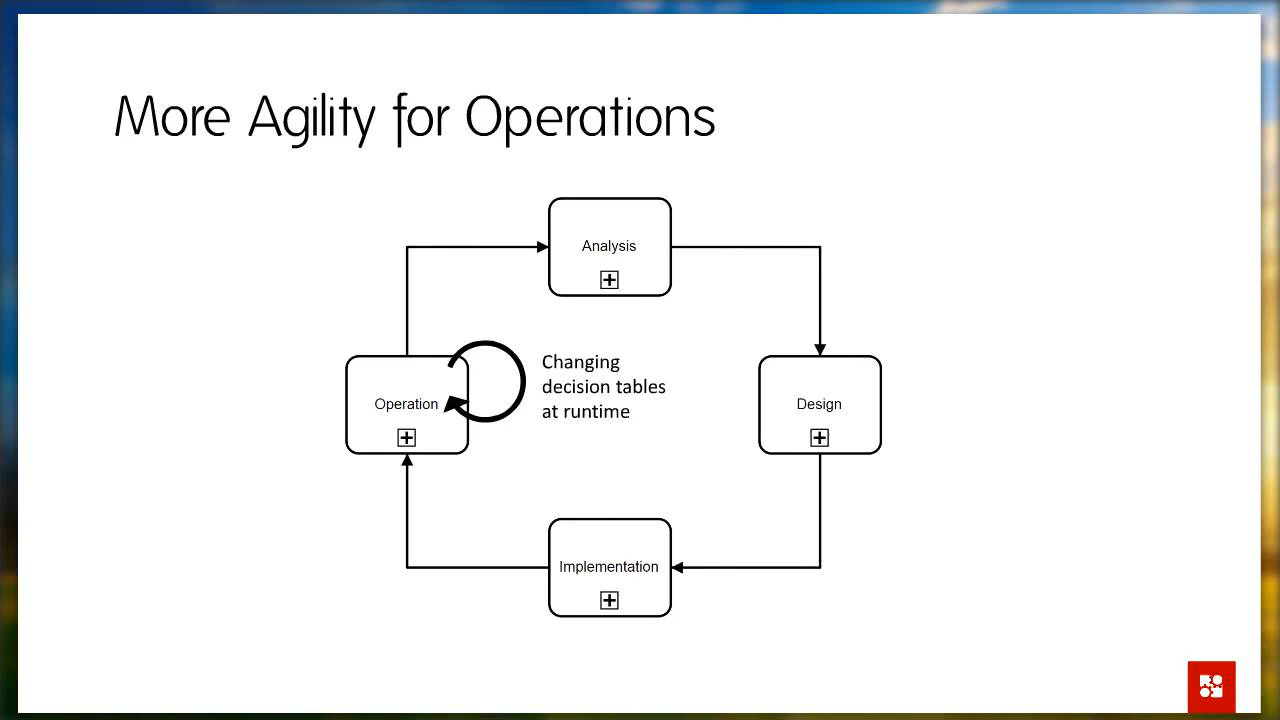 More Agility for Operations
Analysis
Changing
decision tables
at runtime
Operation
Design
Implementation